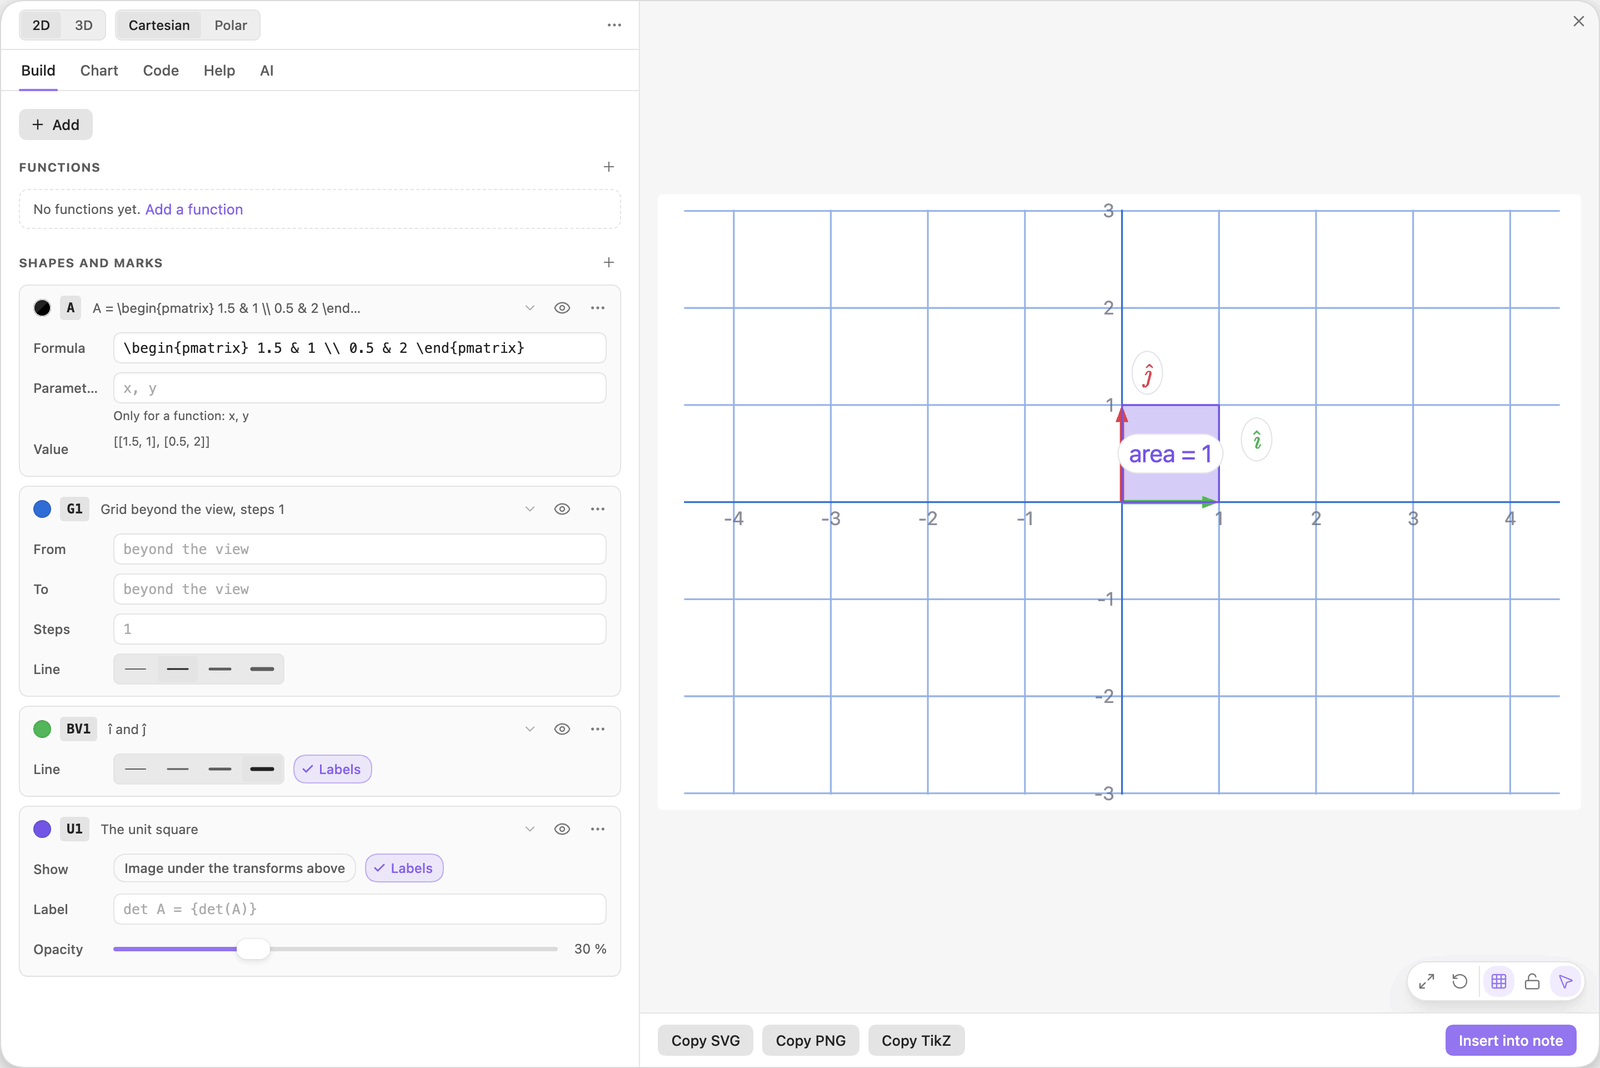 2D 3D Cartesian Polar
Build Chart Code Help AI
+ Add
FUNCTIONS
No functions yet. Add a function
SHAPES AND MARKS
A A = \begin{pmatrix} 1.5 & 1 \\ 0.5 & 2 \end...
Formula \begin{pmatrix} 1.5 & 1 \\ 0.5 & 2 \end{pmatrix}
Paramet... x, y
Only for a function: x, y
Value [[1.5, 1], [0.5, 2]]
G1 Grid beyond the view, steps 1
From beyond the view
To beyond the view
Steps 1
Line
BV1 î and ĵ
Line Labels
U1 The unit square
Show Image under the transforms above Labels
Label det A = {det(A)}
Opacity 30 %
3
2
ĵ
1
î
area = 1
-4 -3 -2 -1 1 2 3 4
-1
-2
-3
Copy SVG Copy PNG Copy TikZ Insert into note